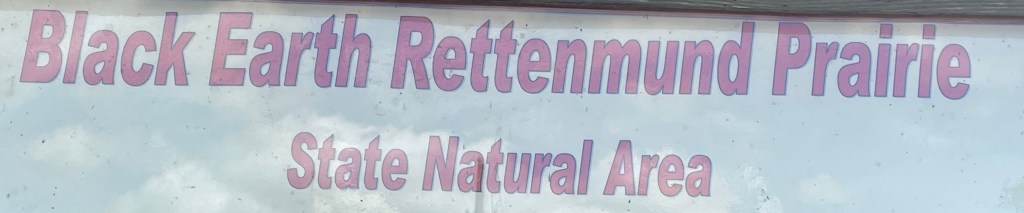 Black Earth Rettenmund Prairie
State Natural Area